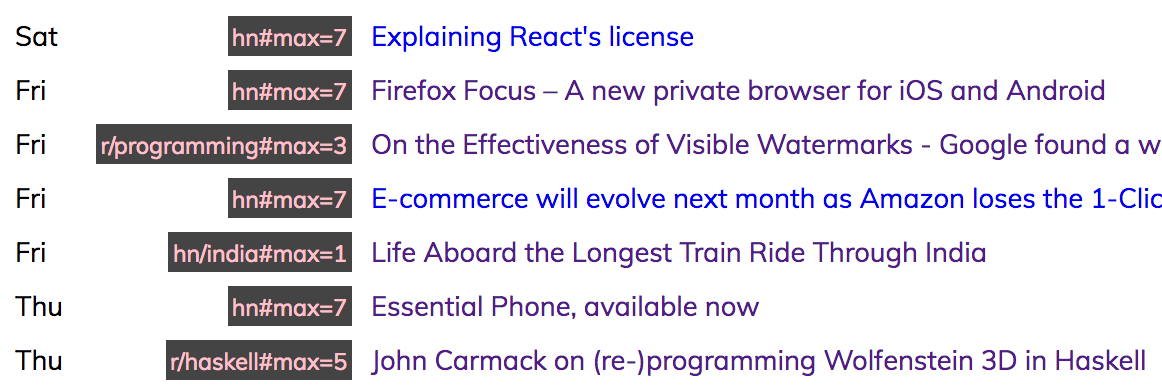 Sat hn#max=7 Explaining React's license
Fri hn#max=7 Firefox Focus – A new private browser for iOS and Android
Fri r/programming#max=3 On the Effectiveness of Visible Watermarks - Google found a w
Fri hn#max=7 E-commerce will evolve next month as Amazon loses the 1-Clic
Fri hn/india#max=1 Life Aboard the Longest Train Ride Through India
Thu hn#max=7 Essential Phone, available now
Thu r/haskell#max=5 John Carmack on (re-)programming Wolfenstein 3D in Haskell